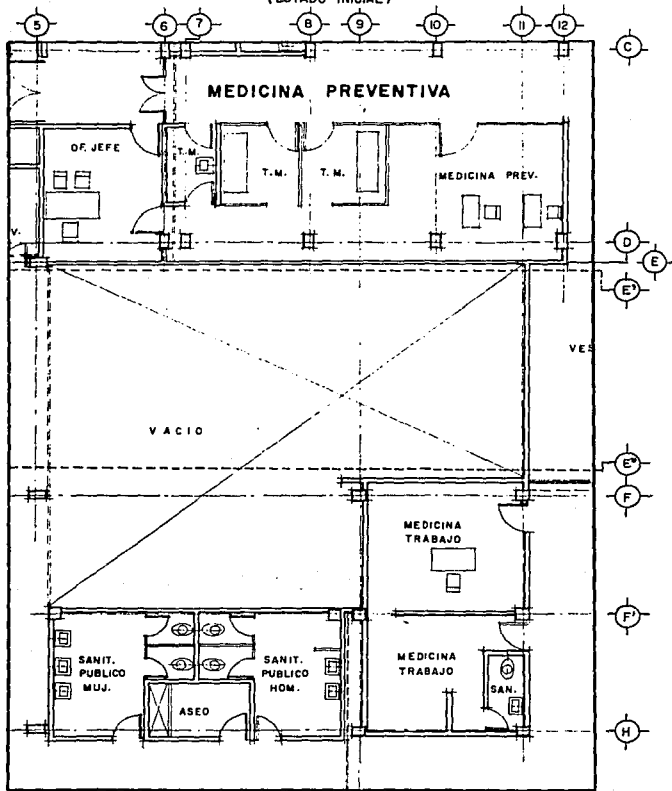 (ESTADO INICIAL)
5 6 7 8 9 10 11 12
C
MEDICINA PREVENTIVA
OF. JEFE
T.M.
T.M.
T.M.
MEDICINA PREV.
V.
D
E
E'
VES
VACIO
E"
F
MEDICINA
TRABAJO
F'
SANIT.
PUBLICO
MUJ.
SANIT.
PUBLICO
HOM.
MEDICINA
TRABAJO
SAN.
ASEO
H